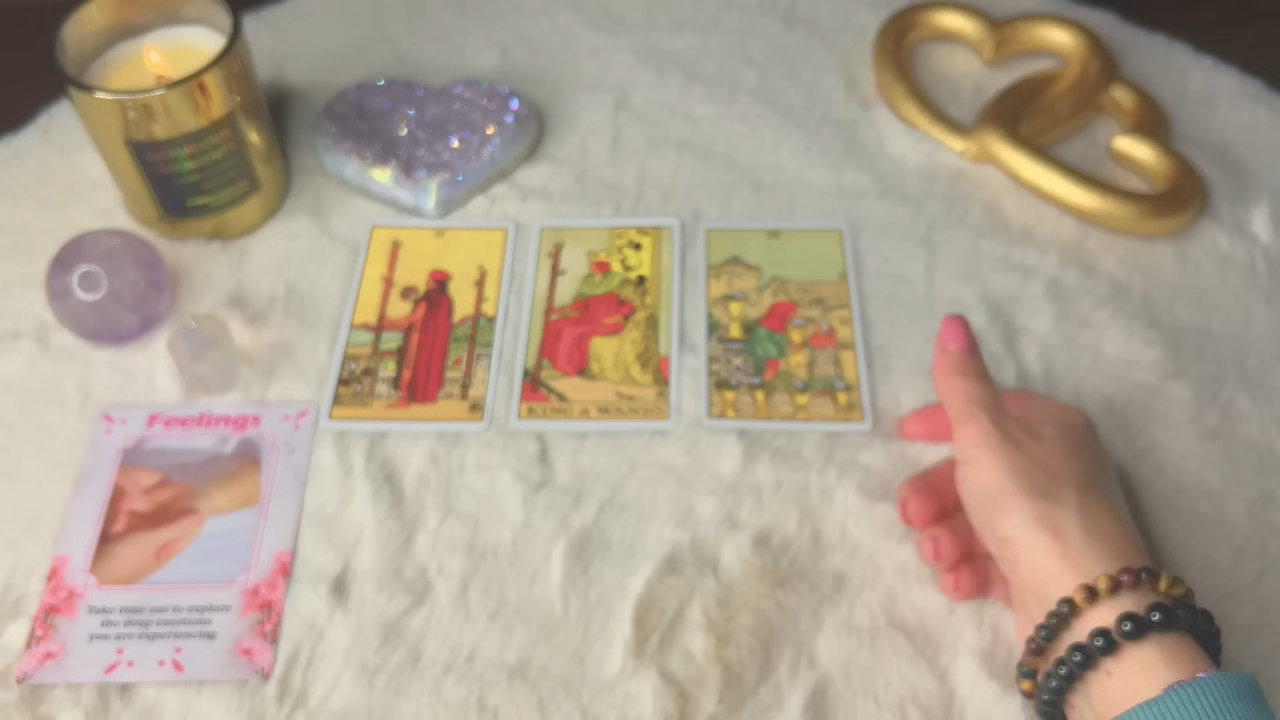 KING of WANDS
Feelings
Take time out to explore
the deep emotions
you are experiencing